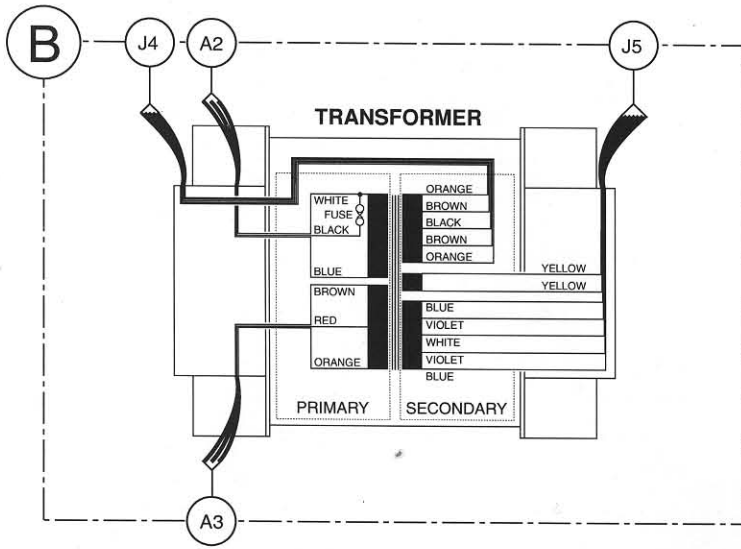 B
J4
A2
J5
TRANSFORMER
WHITE
FUSE
BLACK
BLUE
BROWN
RED
ORANGE
PRIMARY
ORANGE
BROWN
BLACK
BROWN
ORANGE
YELLOW
YELLOW
BLUE
VIOLET
WHITE
VIOLET
BLUE
SECONDARY
A3